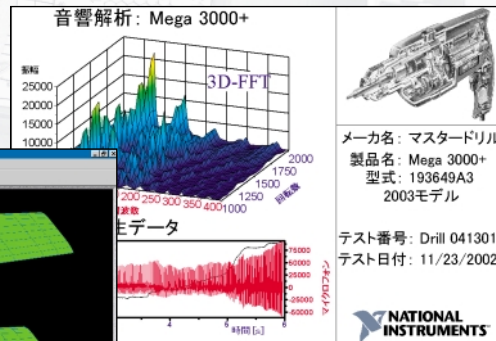 音響解析: Mega 3000+
3D-FFT
振幅
25000
20000
15000
10000
2000
1750
1500
1250
1000
回転数
200 250 300 350 400
波数
生データ
75000
50000
25000
0
-25000
-50000
マイクロフォン
4 6 8
時間 [s]
メーカ名: マスタードリル
製品名: Mega 3000+
型式: 193649A3
2003モデル
テスト番号: Drill 041301
テスト日付: 11/23/2002
NATIONAL
INSTRUMENTS